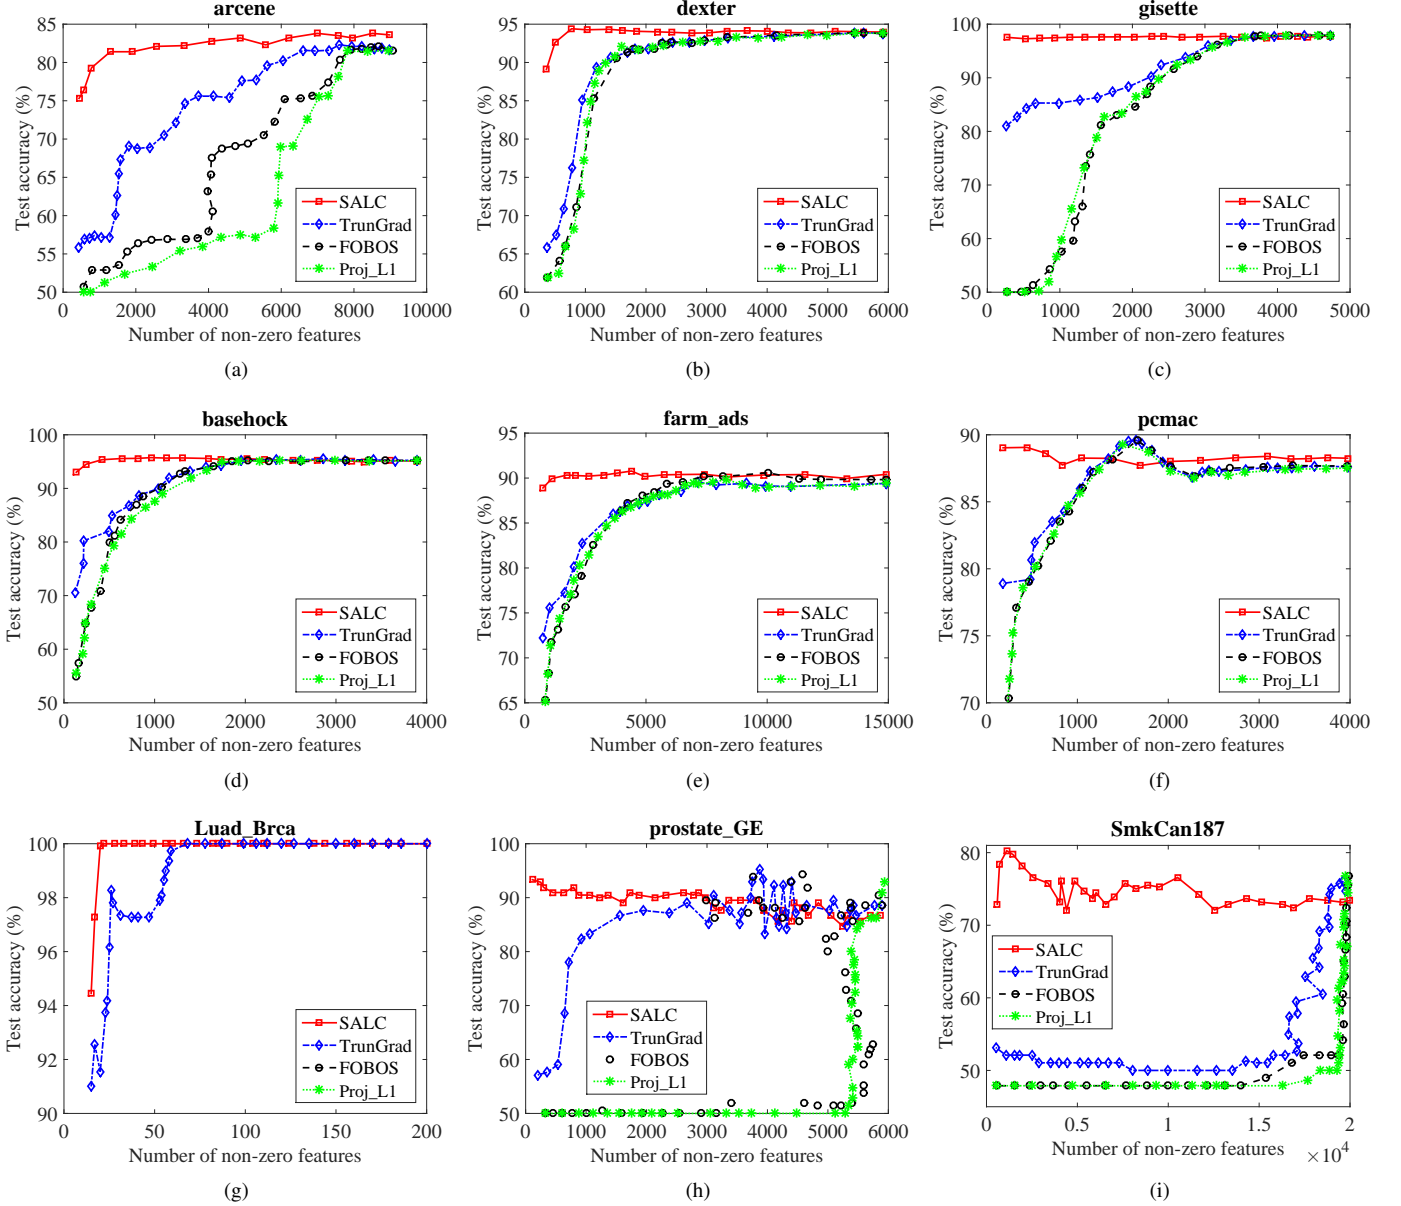 arcene
Test accuracy (%)
85
80
75
70
65
60
55
50
0
2000
4000
6000
8000
10000
SALC
TrunGrad
FOBOS
Proj_L1
Number of non-zero features
(a)
dexter
Test accuracy (%)
95
90
85
80
75
70
65
60
0
1000
2000
3000
4000
5000
6000
SALC
TrunGrad
FOBOS
Proj_L1
Number of non-zero features
(b)
gisette
Test accuracy (%)
100
90
80
70
60
50
0
1000
2000
3000
4000
5000
SALC
TrunGrad
FOBOS
Proj_L1
Number of non-zero features
(c)
basehock
Test accuracy (%)
100
90
80
70
60
50
0
1000
2000
3000
4000
SALC
TrunGrad
FOBOS
Proj_L1
Number of non-zero features
(d)
farm_ads
Test accuracy (%)
95
90
85
80
75
70
65
0
5000
10000
15000
SALC
TrunGrad
FOBOS
Proj_L1
Number of non-zero features
(e)
pcmac
Test accuracy (%)
90
85
80
75
70
0
1000
2000
3000
4000
SALC
TrunGrad
FOBOS
Proj_L1
Number of non-zero features
(f)
Luad_Brca
Test accuracy (%)
100
98
96
94
92
90
0
50
100
150
200
SALC
TrunGrad
FOBOS
Proj_L1
Number of non-zero features
(g)
prostate_GE
Test accuracy (%)
100
90
80
70
60
50
0
1000
2000
3000
4000
5000
6000
SALC
TrunGrad
FOBOS
Proj_L1
Number of non-zero features
(h)
SmkCan187
Test accuracy (%)
80
70
60
50
0
0.5
1
1.5
2
×10⁴
SALC
TrunGrad
FOBOS
Proj_L1
Number of non-zero features
(i)